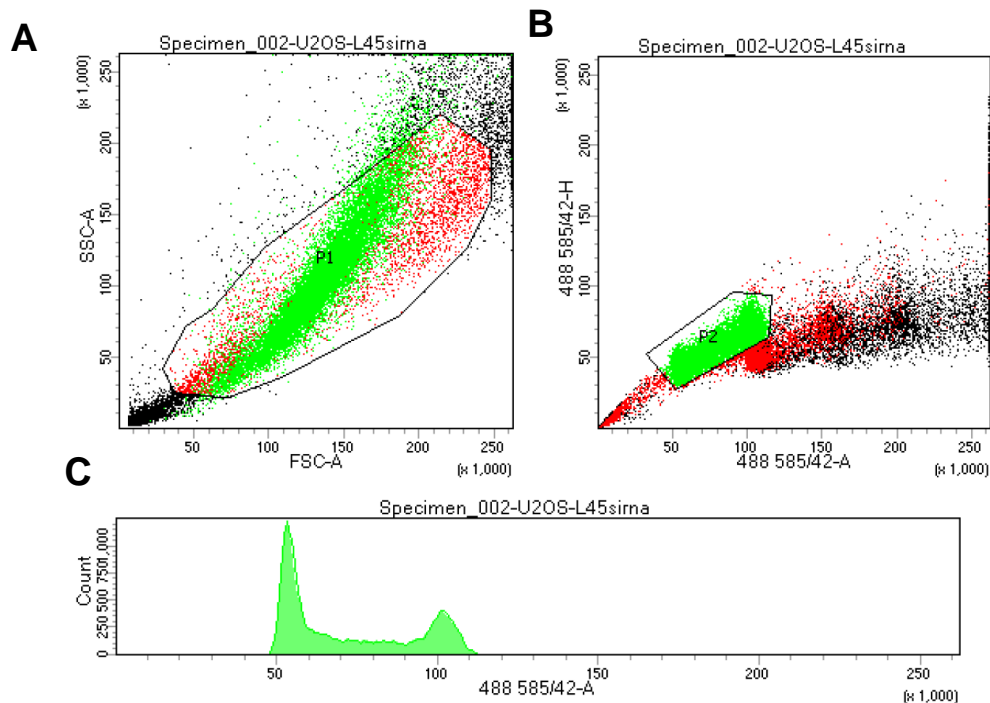 A
Specimen_002-U2OS-L45sirna
(x 1,000)
SSC-A
250
200
150
100
50
P1
50 100 150 200 250
FSC-A
(x 1,000)
B
Specimen_002-U2OS-L45sirna
(x 1,000)
488 585/42-H
250
200
150
100
50
P2
50 100 150 200 250
488 585/42-A
(x 1,000)
C
Specimen_002-U2OS-L45sirna
Count
1,000
750
500
250
0
50 100 150 200 250
488 585/42-A
(x 1,000)